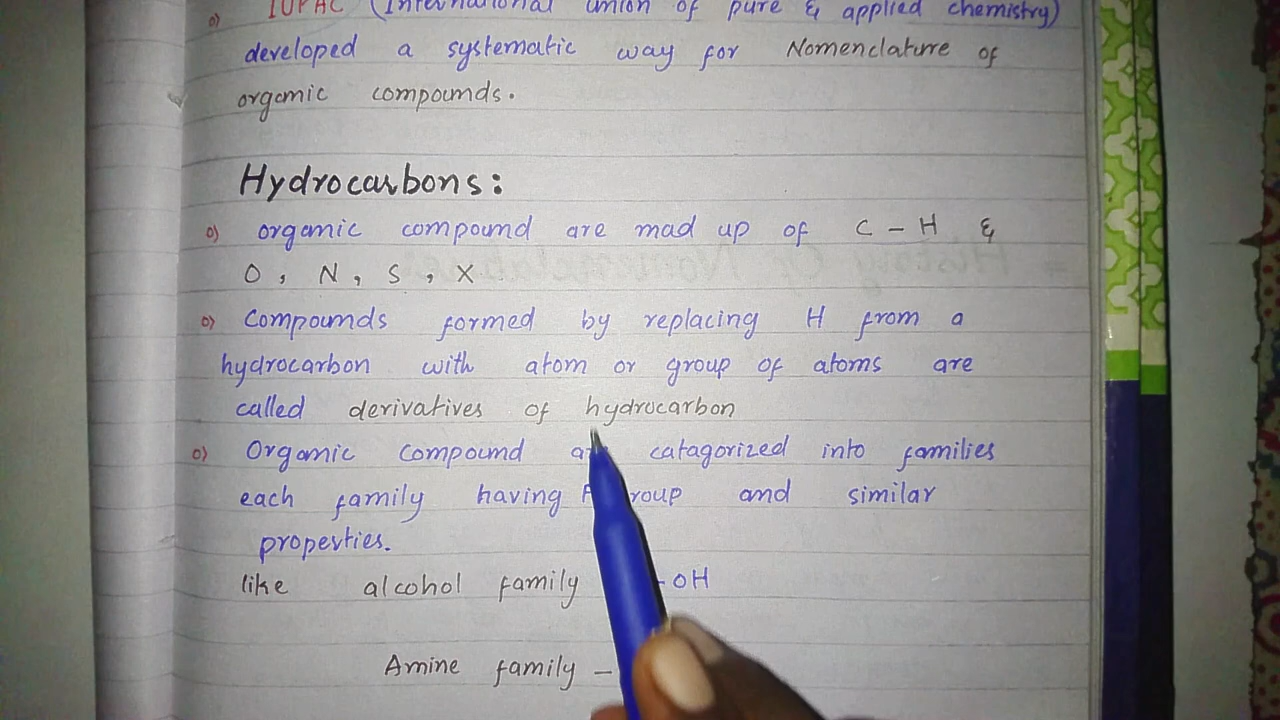 o) IUPAC (International union of pure & applied chemistry)
developed a systematic way for Nomenclature of
organic compounds.
Hydrocarbons:
o) organic compound are mad up of C - H &
O, N, S, X
o) Compounds formed by replacing H from a
hydrocarbon with atom or group of atoms are
called derivatives of hydrocarbon
o) Organic compound catagorized into families
each family having and similar
properties.
like alcohol family -OH
Amine family -